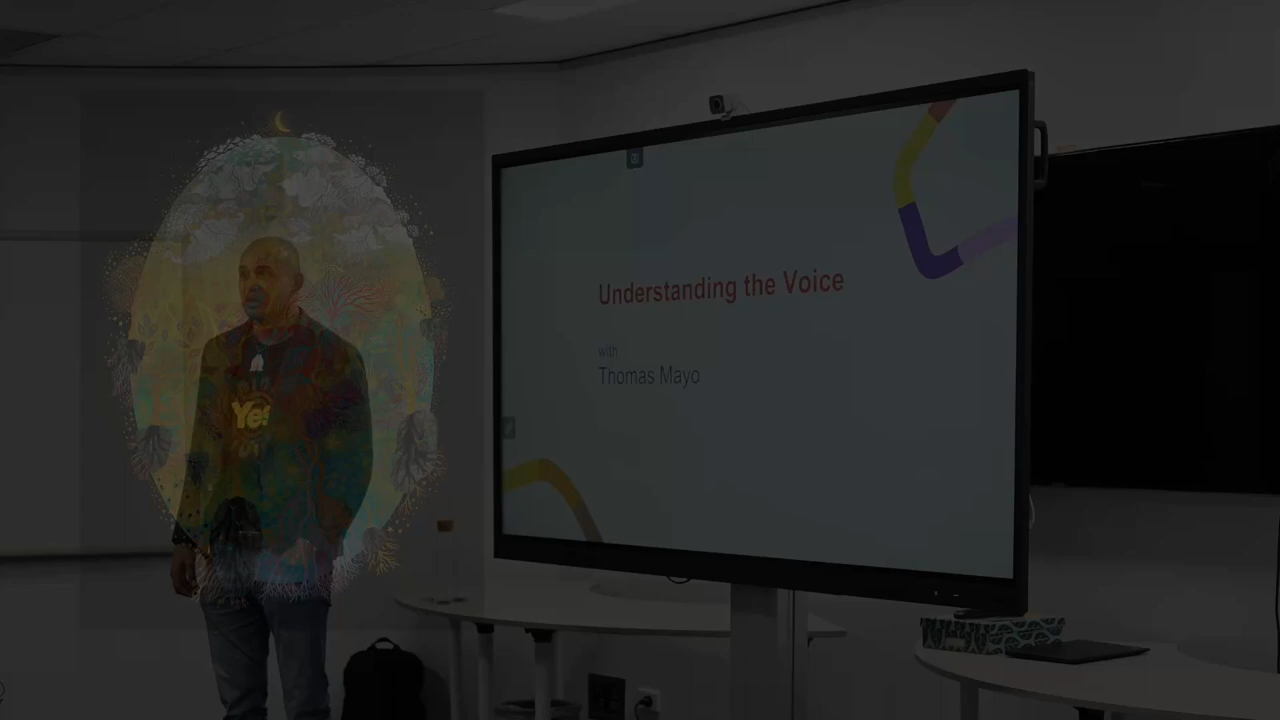 Understanding the Voice
with
Thomas Mayo
Yes